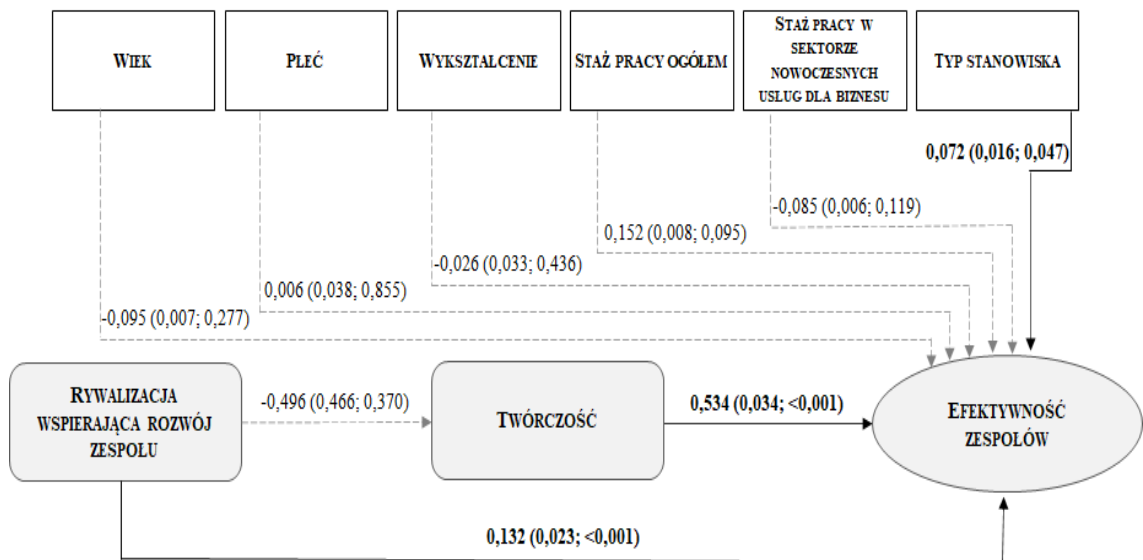 WIEK
PŁEĆ
WYKSZTAŁCENIE
STAŻ PRACY OGÓŁEM
STAŻ PRACY W
SEKTORZE
NOWOCZESNYCH
USŁUG DLA BIZNESU
TYP STANOWISKA
0,072 (0,016; 0,047)
-0,085 (0,006; 0,119)
0,152 (0,008; 0,095)
-0,026 (0,033; 0,436)
0,006 (0,038; 0,855)
-0,095 (0,007; 0,277)
RYWALIZACJA
WSPIERAJĄCA ROZWÓJ
ZESPOŁU
-0,496 (0,466; 0,370)
TWÓRCZOŚĆ
0,534 (0,034; <0,001)
EFEKTYWNOŚĆ
ZESPOŁÓW
0,132 (0,023; <0,001)